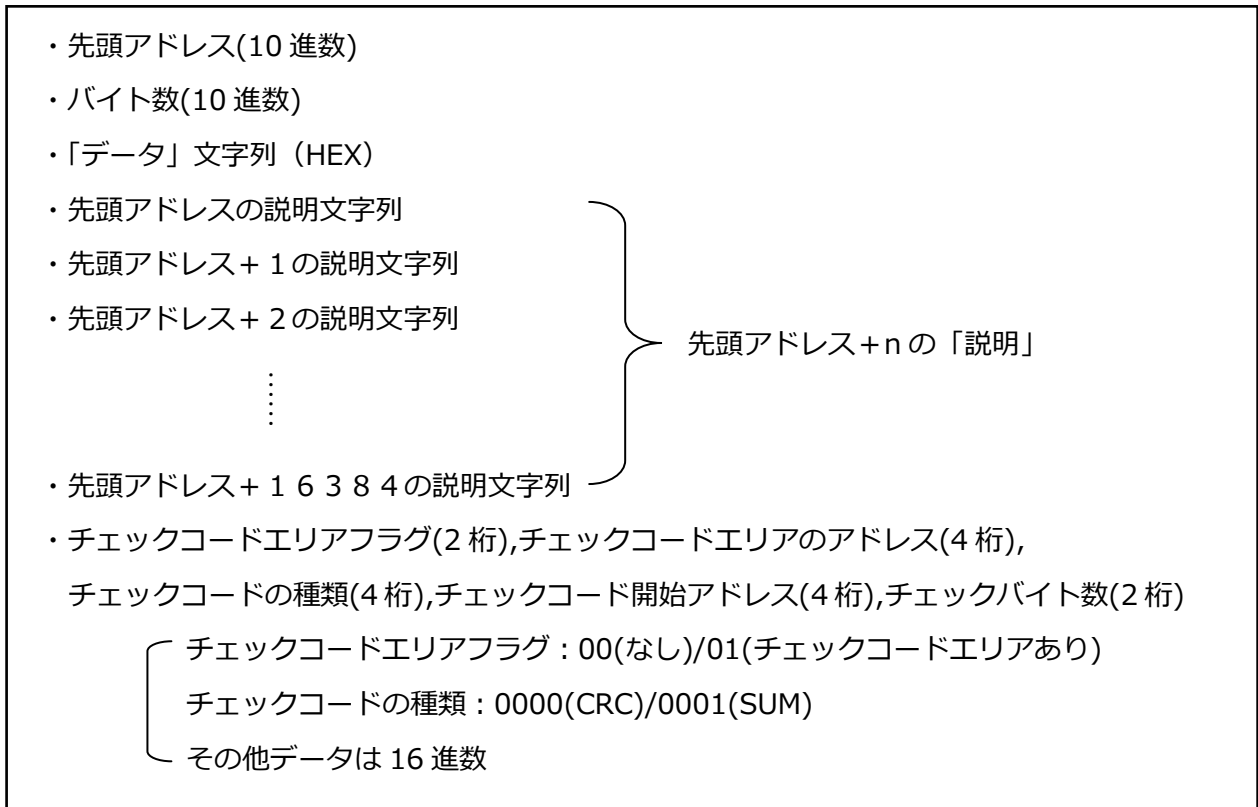 ・先頭アドレス(10 進数)
・バイト数(10 進数)
・「データ」文字列（HEX）
・先頭アドレスの説明文字列
・先頭アドレス＋１の説明文字列
・先頭アドレス＋２の説明文字列
先頭アドレス＋n の「説明」
……
・先頭アドレス＋１６３８４の説明文字列
・チェックコードエリアフラグ(2 桁),チェックコードエリアのアドレス(4 桁),
チェックコードの種類(4 桁),チェックコード開始アドレス(4 桁),チェックバイト数(2 桁)
チェックコードエリアフラグ：00(なし)/01(チェックコードエリアあり)
チェックコードの種類：0000(CRC)/0001(SUM)
その他データは 16 進数